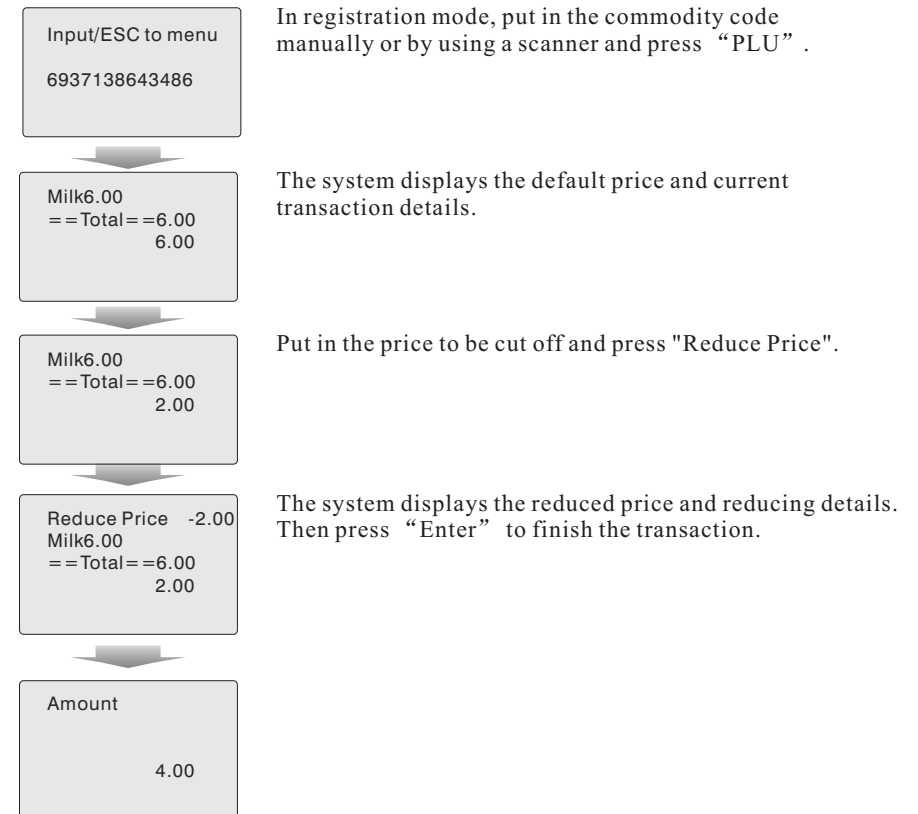 Input/ESC to menu
6937138643486
In registration mode, put in the commodity code
manually or by using a scanner and press “PLU”.
Milk6.00
==Total==6.00
6.00
The system displays the default price and current
transaction details.
Milk6.00
==Total==6.00
2.00
Put in the price to be cut off and press "Reduce Price".
Reduce Price -2.00
Milk6.00
==Total==6.00
2.00
The system displays the reduced price and reducing details.
Then press “Enter” to finish the transaction.
Amount
4.00